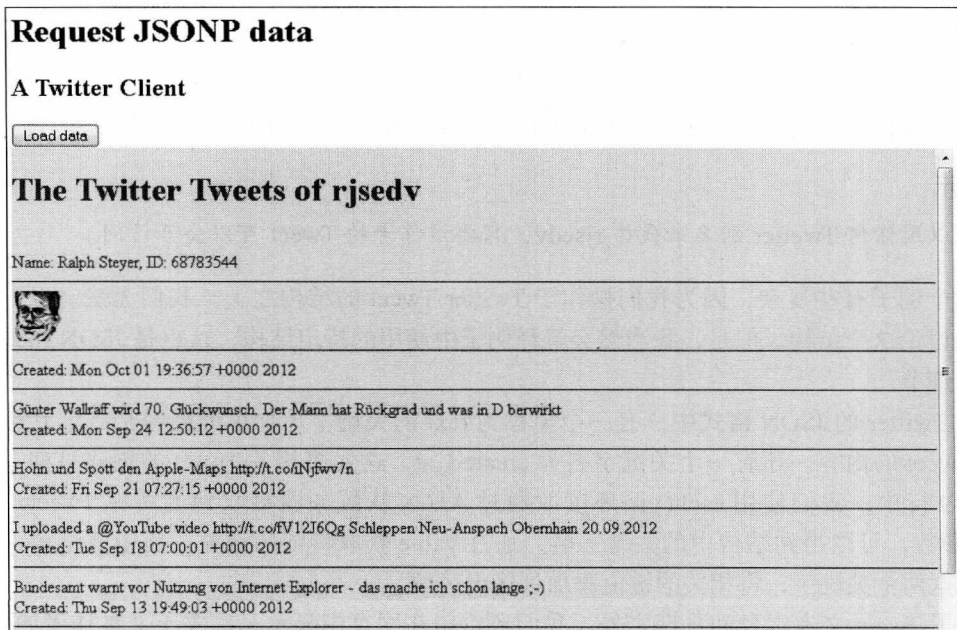 Request JSONP data
A Twitter Client
Load data
The Twitter Tweets of rjsedv
Name: Ralph Steyer, ID: 68783544
Created: Mon Oct 01 19:36:57 +0000 2012
Günter Wallraff wird 70. Glückwunsch. Der Mann hat Rückgrad und was in D berwirkt
Created: Mon Sep 24 12:50:12 +0000 2012
Hohn und Spott den Apple-Maps http://t.co/iNjfwv7n
Created: Fri Sep 21 07:27:15 +0000 2012
I uploaded a @YouTube video http://t.co/fV12J6Qg Schleppen Neu-Anspach Obernhain 20.09.2012
Created: Tue Sep 18 07:00:01 +0000 2012
Bundesamt warnt vor Nutzung von Internet Explorer - das mache ich schon lange ;-)
Created: Thu Sep 13 19:49:03 +0000 2012